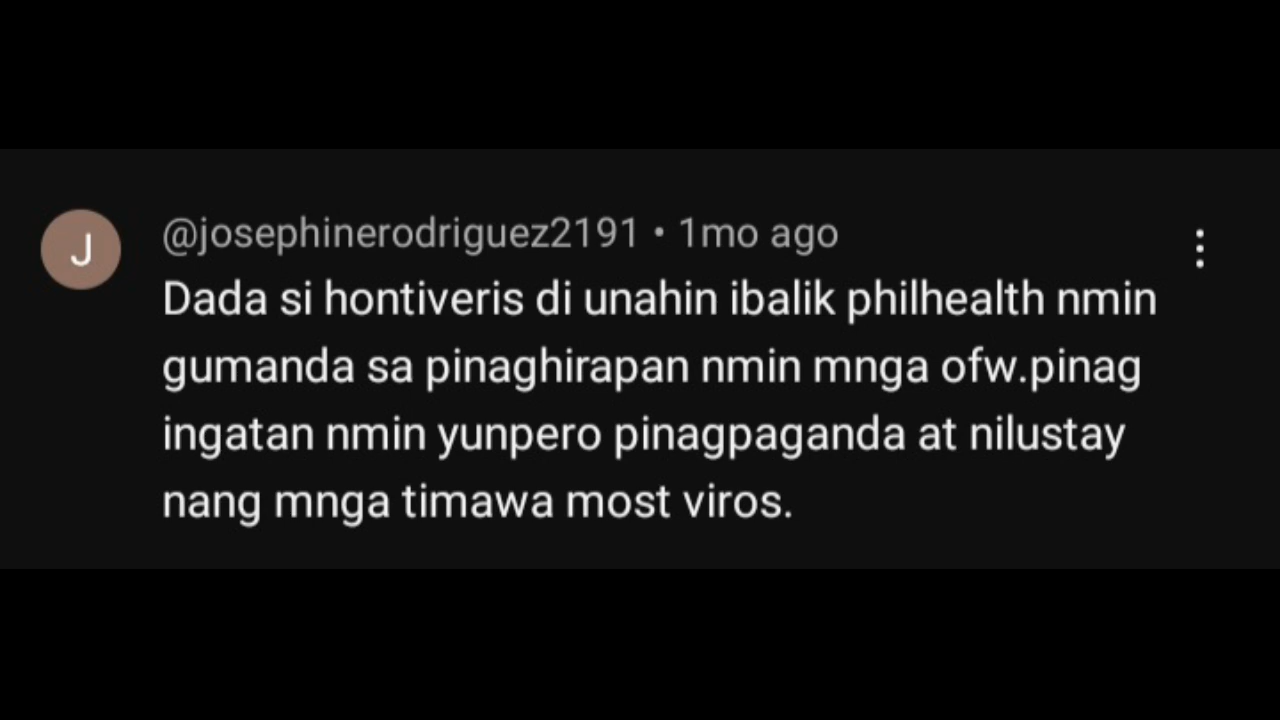 J
@josephinerodriguez2191 • 1mo ago
Dada si hontiveris di unahin ibalik philhealth nmin
gumanda sa pinaghirapan nmin mnga ofw.pinag
ingatan nmin yunpero pinagpaganda at nilustay
nang mnga timawa most viros.